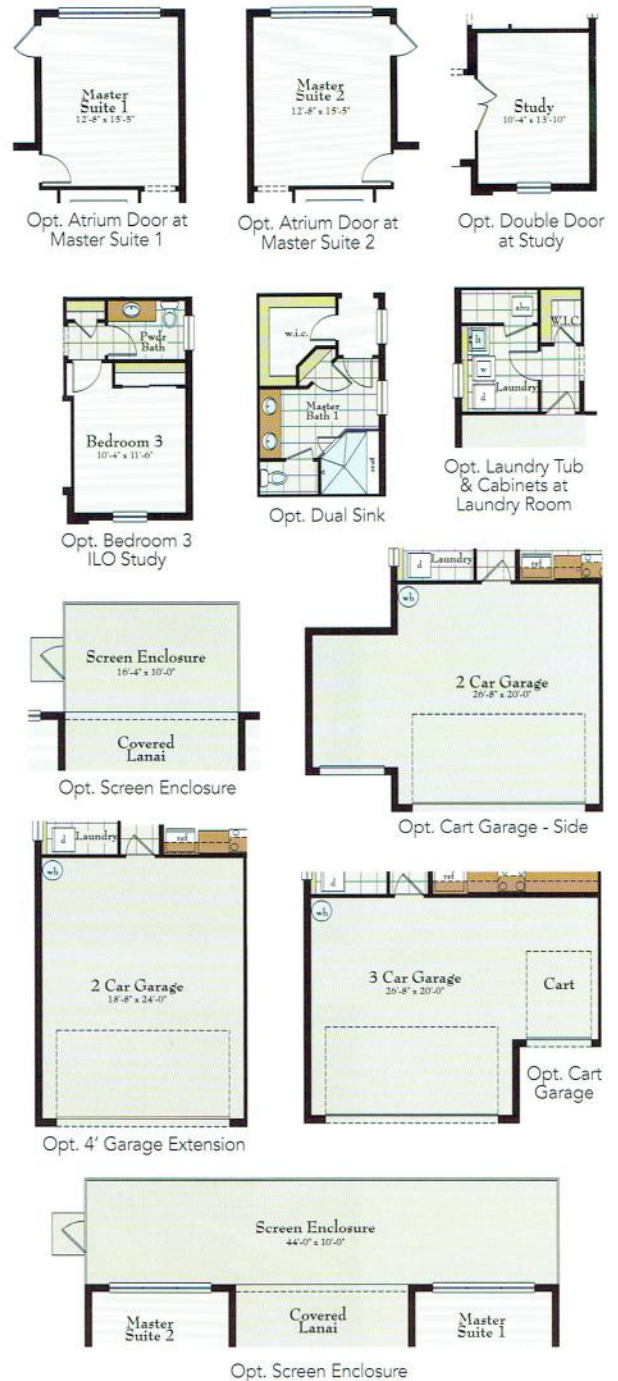 Master
Suite 1
12'-8" x 15'-5"
Opt. Atrium Door at
Master Suite 1
Master
Suite 2
12'-8" x 15'-5"
Opt. Atrium Door at
Master Suite 2
Study
10'-4" x 13'-10"
Opt. Double Door
at Study
Pwdr
Bath
Bedroom 3
10'-4" x 11'-6"
Opt. Bedroom 3
ILO Study
w.i.c.
Master
Bath 1
seat
Opt. Dual Sink
ahu
W.I.C
lt
w
Laundry
d
Opt. Laundry Tub
& Cabinets at
Laundry Room
Screen Enclosure
16'-4" x 10'-0"
Covered
Lanai
Opt. Screen Enclosure
d
Laundry
ref
wh
2 Car Garage
26'-8" x 20'-0"
Opt. Cart Garage - Side
d
Laundry
ref
wh
2 Car Garage
18'-8" x 24'-0"
Opt. 4' Garage Extension
d
ref
wh
3 Car Garage
26'-8" x 20'-0"
Cart
Opt. Cart
Garage
Screen Enclosure
44'-0" x 10'-0"
Master
Suite 2
Covered
Lanai
Master
Suite 1
Opt. Screen Enclosure